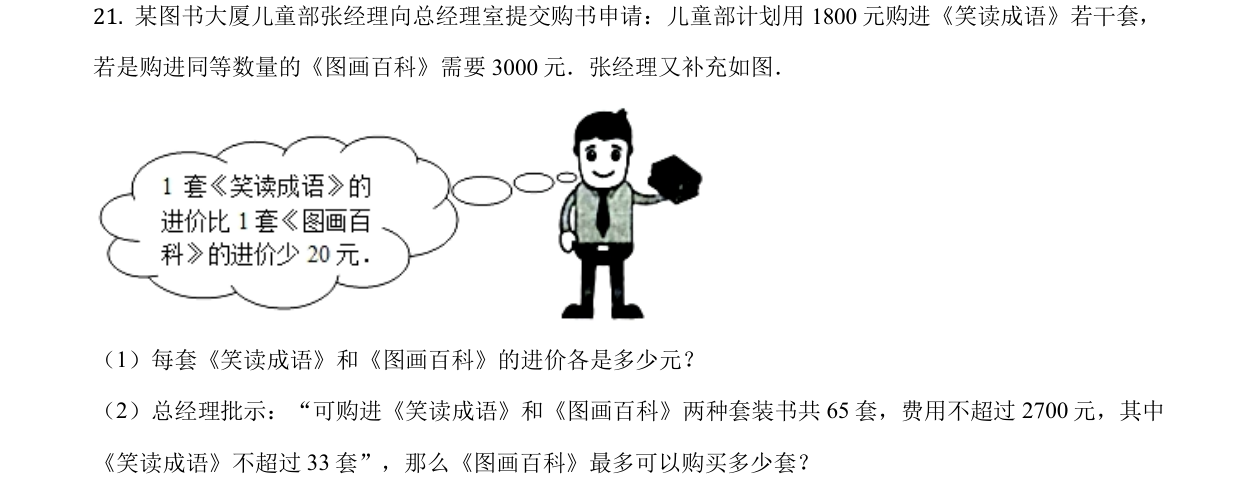 21. 某图书大厦儿童部张经理向总经理室提交购书申请：儿童部计划用 1800 元购进《笑读成语》若干套，
若是购进同等数量的《图画百科》需要 3000 元．张经理又补充如图．
1 套《笑读成语》的
进价比 1 套《图画百
科》的进价少 20 元．
（1）每套《笑读成语》和《图画百科》的进价各是多少元？
（2）总经理批示：“可购进《笑读成语》和《图画百科》两种套装书共 65 套，费用不超过 2700 元，其中
《笑读成语》不超过 33 套”，那么《图画百科》最多可以购买多少套？